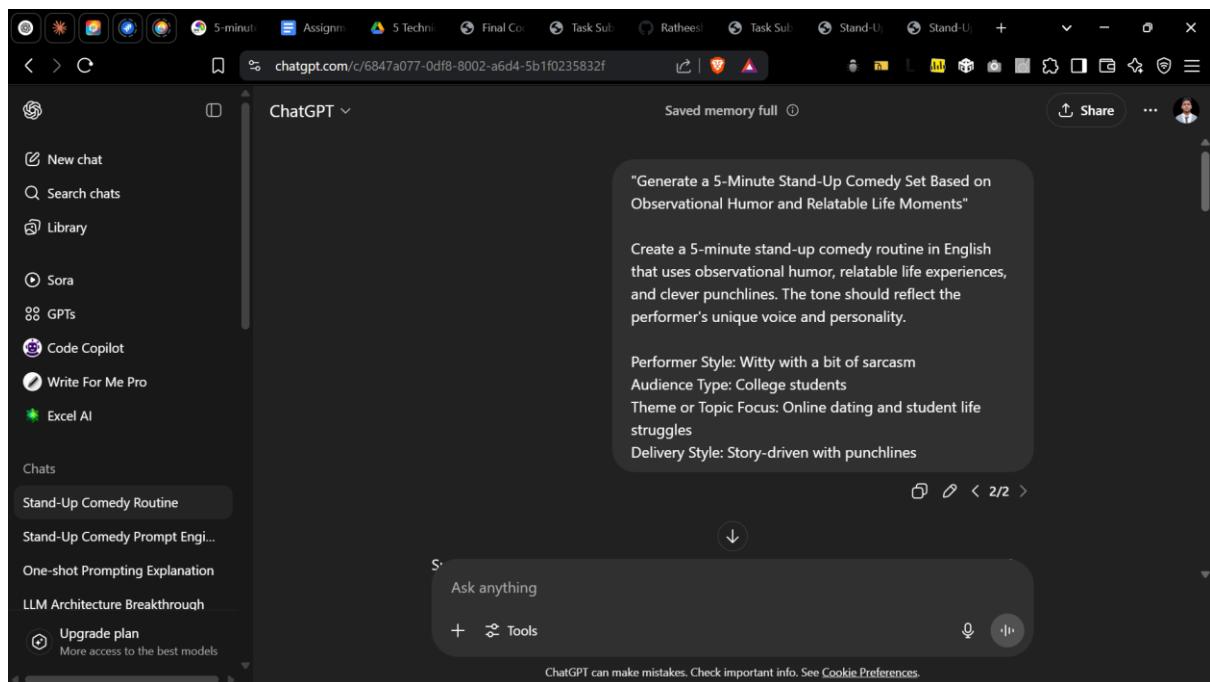 5-minut
Assignm
5 Techni
Final Co
Task Sub
Ratheesl
Task Sub
Stand-U
Stand-U
chatgpt.com/c/6847a077-0df8-8002-a6d4-5b1f0235832f
ChatGPT
Saved memory full
Share
New chat
Search chats
Library
Sora
GPTs
Code Copilot
Write For Me Pro
Excel AI
Chats
Stand-Up Comedy Routine
Stand-Up Comedy Prompt Engi...
One-shot Prompting Explanation
LLM Architecture Breakthrough
Upgrade plan
More access to the best models
"Generate a 5-Minute Stand-Up Comedy Set Based on
Observational Humor and Relatable Life Moments"
Create a 5-minute stand-up comedy routine in English
that uses observational humor, relatable life experiences,
and clever punchlines. The tone should reflect the
performer's unique voice and personality.
Performer Style: Witty with a bit of sarcasm
Audience Type: College students
Theme or Topic Focus: Online dating and student life
struggles
Delivery Style: Story-driven with punchlines
2/2
Ask anything
Tools
ChatGPT can make mistakes. Check important info. See Cookie Preferences.